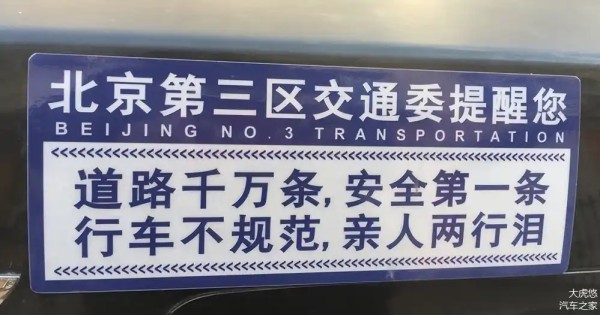 北京第三区交通委提醒您
BEIJING NO.3 TRANSPORTATION
道路千万条,安全第一条
行车不规范,亲人两行泪
大虎悠
汽车之家